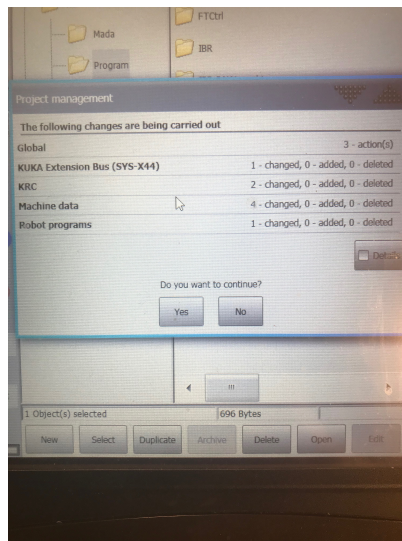 FTCtrl
Mada
IBR
Program
Project management
The following changes are being carried out
Global 3 - action(s)
KUKA Extension Bus (SYS-X44) 1 - changed, 0 - added, 0 - deleted
KRC 2 - changed, 0 - added, 0 - deleted
Machine data 4 - changed, 0 - added, 0 - deleted
Robot programs 1 - changed, 0 - added, 0 - deleted
Do you want to continue?
Yes No
1 Object(s) selected 696 Bytes
New Select Duplicate Archive Delete Open Edit